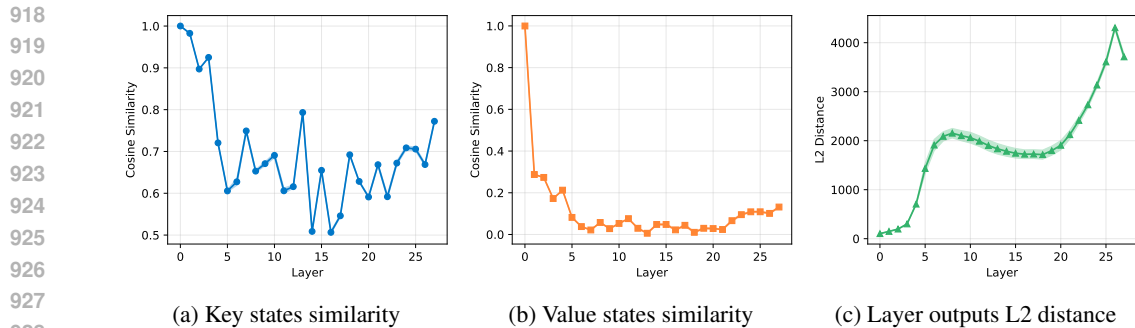 918
919
920
921
922
923
924
925
926
927
1.0
0.9
0.8
0.7
0.6
0.5
Cosine Similarity
0 5 10 15 20 25
Layer
(a) Key states similarity
1.0
0.8
0.6
0.4
0.2
0.0
Cosine Similarity
0 5 10 15 20 25
Layer
(b) Value states similarity
4000
3000
2000
1000
0
L2 Distance
0 5 10 15 20 25
Layer
(c) Layer outputs L2 distance